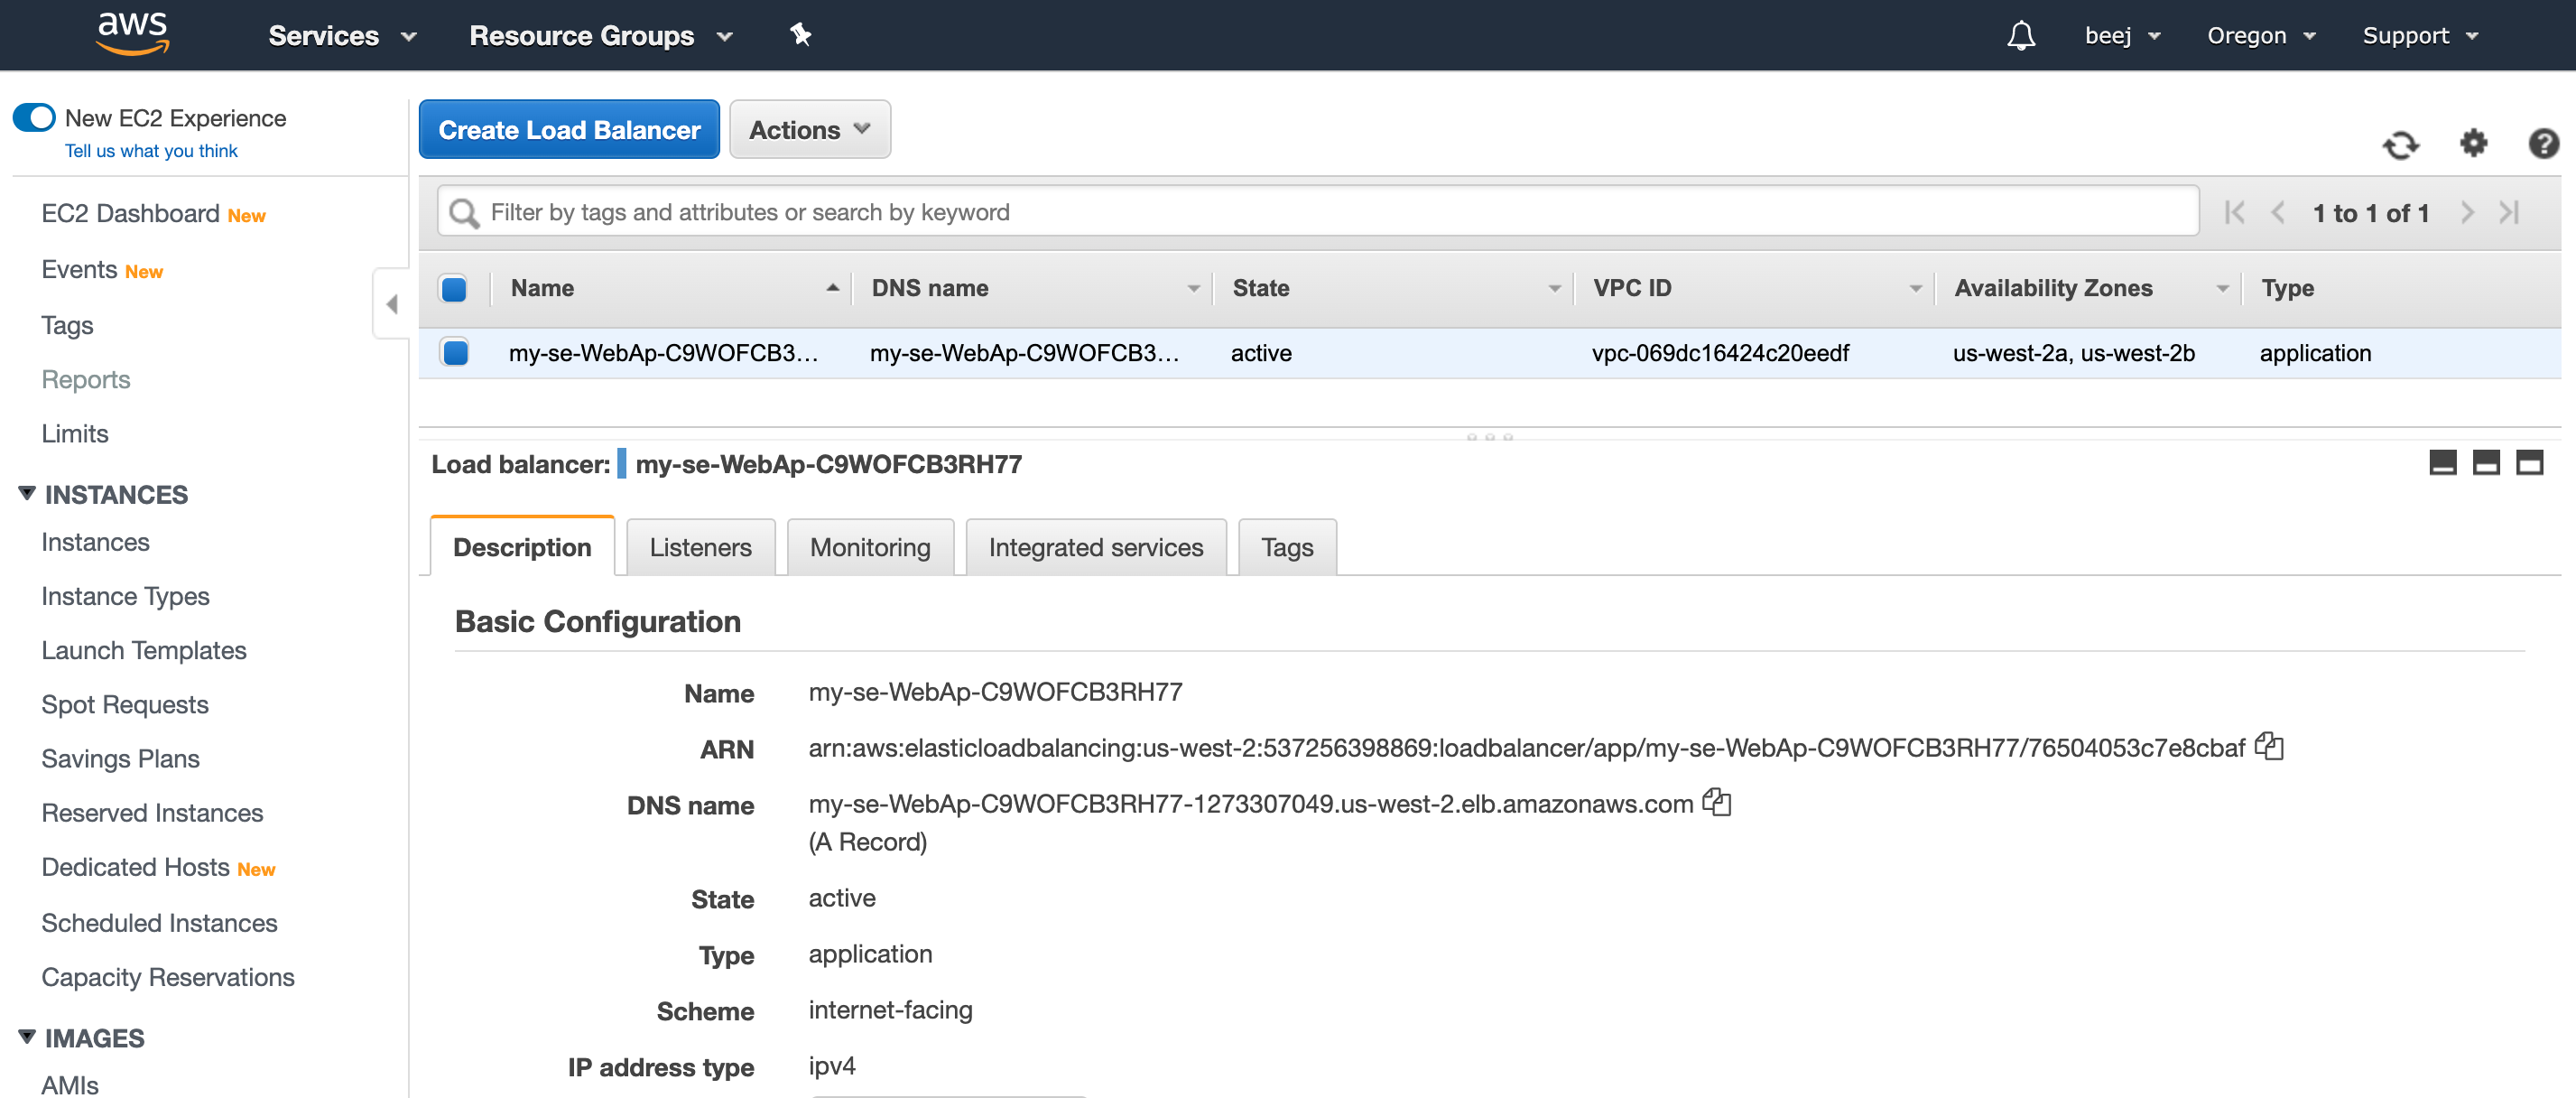 aws Services Resource Groups beej Oregon Support
New EC2 Experience
Tell us what you think
EC2 Dashboard New
Events New
Tags
Reports
Limits
INSTANCES
Instances
Instance Types
Launch Templates
Spot Requests
Savings Plans
Reserved Instances
Dedicated Hosts New
Scheduled Instances
Capacity Reservations
IMAGES
AMIs
Create Load Balancer Actions
Filter by tags and attributes or search by keyword 1 to 1 of 1
Name DNS name State VPC ID Availability Zones Type
my-se-WebAp-C9WOFCB3... my-se-WebAp-C9WOFCB3... active vpc-069dc16424c20eedf us-west-2a, us-west-2b application
Load balancer: my-se-WebAp-C9WOFCB3RH77
Description Listeners Monitoring Integrated services Tags
Basic Configuration
Name my-se-WebAp-C9WOFCB3RH77
ARN arn:aws:elasticloadbalancing:us-west-2:537256398869:loadbalancer/app/my-se-WebAp-C9WOFCB3RH77/76504053c7e8cbaf
DNS name my-se-WebAp-C9WOFCB3RH77-1273307049.us-west-2.elb.amazonaws.com
(A Record)
State active
Type application
Scheme internet-facing
IP address type ipv4